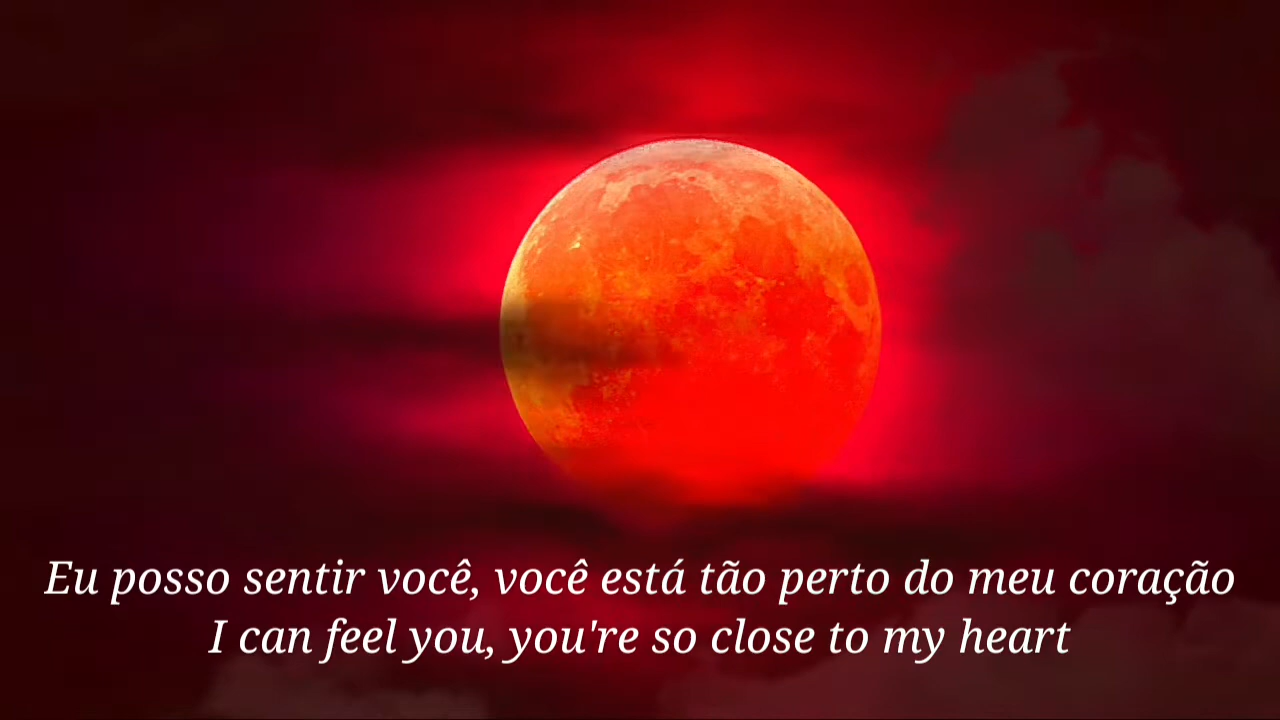 Eu posso sentir você, você está tão perto do meu coração
I can feel you, you're so close to my heart